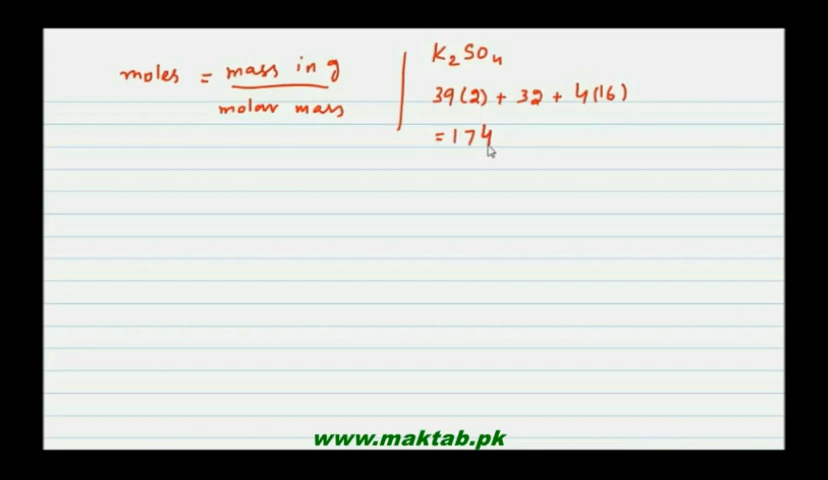 moles = mass in g
molar mass
K₂SO₄
39(2) + 32 + 4(16)
= 174
www.maktab.pk